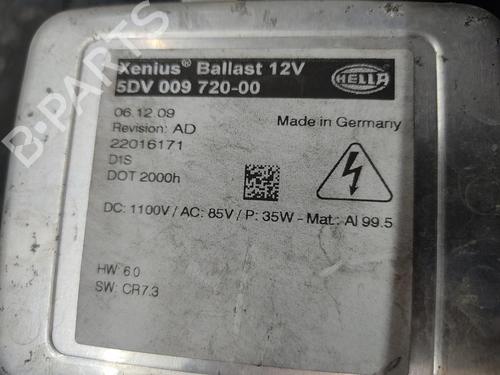 Xenius® Ballast 12V
5DV 009 720-00
HELLA
06.12.09
Made in Germany
Revision: AD
22016171
D1S
DOT 2000h
DC: 1100V / AC: 85V / P: 35W - Mat.: Al 99.5
HW: 6.0
SW: CR7.3
B-PARTS